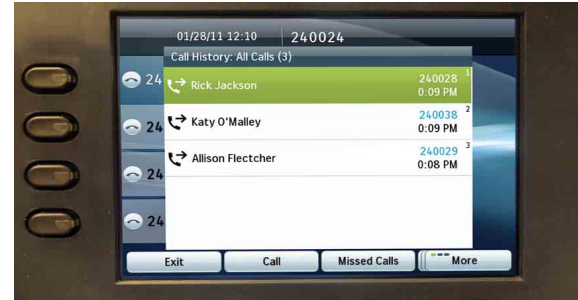 01/28/11 12:10 240024
Call History: All Calls (3)
24 Rick Jackson 240028 1
0:09 PM
24 Katy O'Malley 240038 2
0:09 PM
Allison Flectcher 240029 3
24 0:08 PM
24
Exit Call Missed Calls More